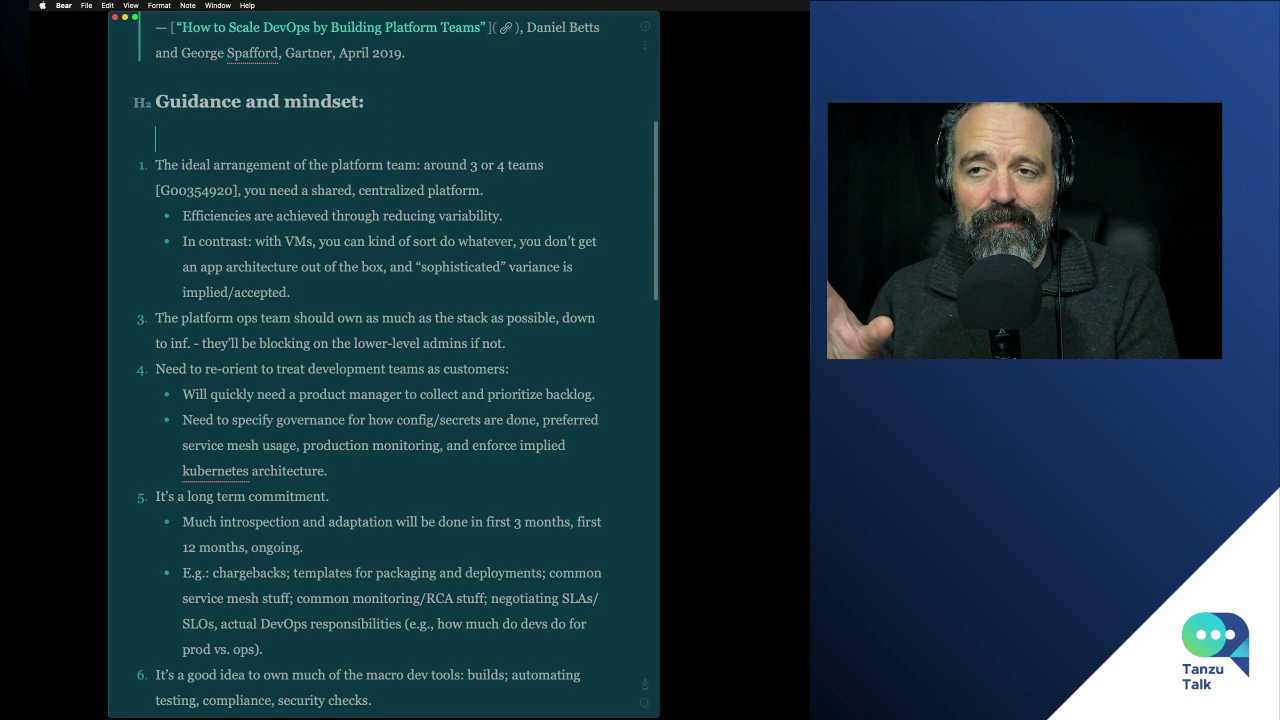 Bear File Edit View Format Note Window Help
— [“How to Scale DevOps by Building Platform Teams”](), Daniel Betts
and George Spafford, Gartner, April 2019.
H2 Guidance and mindset:
1. The ideal arrangement of the platform team: around 3 or 4 teams
[G00354920], you need a shared, centralized platform.
• Efficiencies are achieved through reducing variability.
• In contrast: with VMs, you can kind of sort do whatever, you don’t get
an app architecture out of the box, and “sophisticated” variance is
implied/accepted.
3. The platform ops team should own as much as the stack as possible, down
to inf. - they’ll be blocking on the lower-level admins if not.
4. Need to re-orient to treat development teams as customers:
• Will quickly need a product manager to collect and prioritize backlog.
• Need to specify governance for how config/secrets are done, preferred
service mesh usage, production monitoring, and enforce implied
kubernetes architecture.
5. It’s a long term commitment.
• Much introspection and adaptation will be done in first 3 months, first
12 months, ongoing.
• E.g.: chargebacks; templates for packaging and deployments; common
service mesh stuff; common monitoring/RCA stuff; negotiating SLAs/
SLOs, actual DevOps responsibilities (e.g., how much do devs do for
prod vs. ops).
6. It’s a good idea to own much of the macro dev tools: builds; automating
testing, compliance, security checks.
Tanzu
Talk